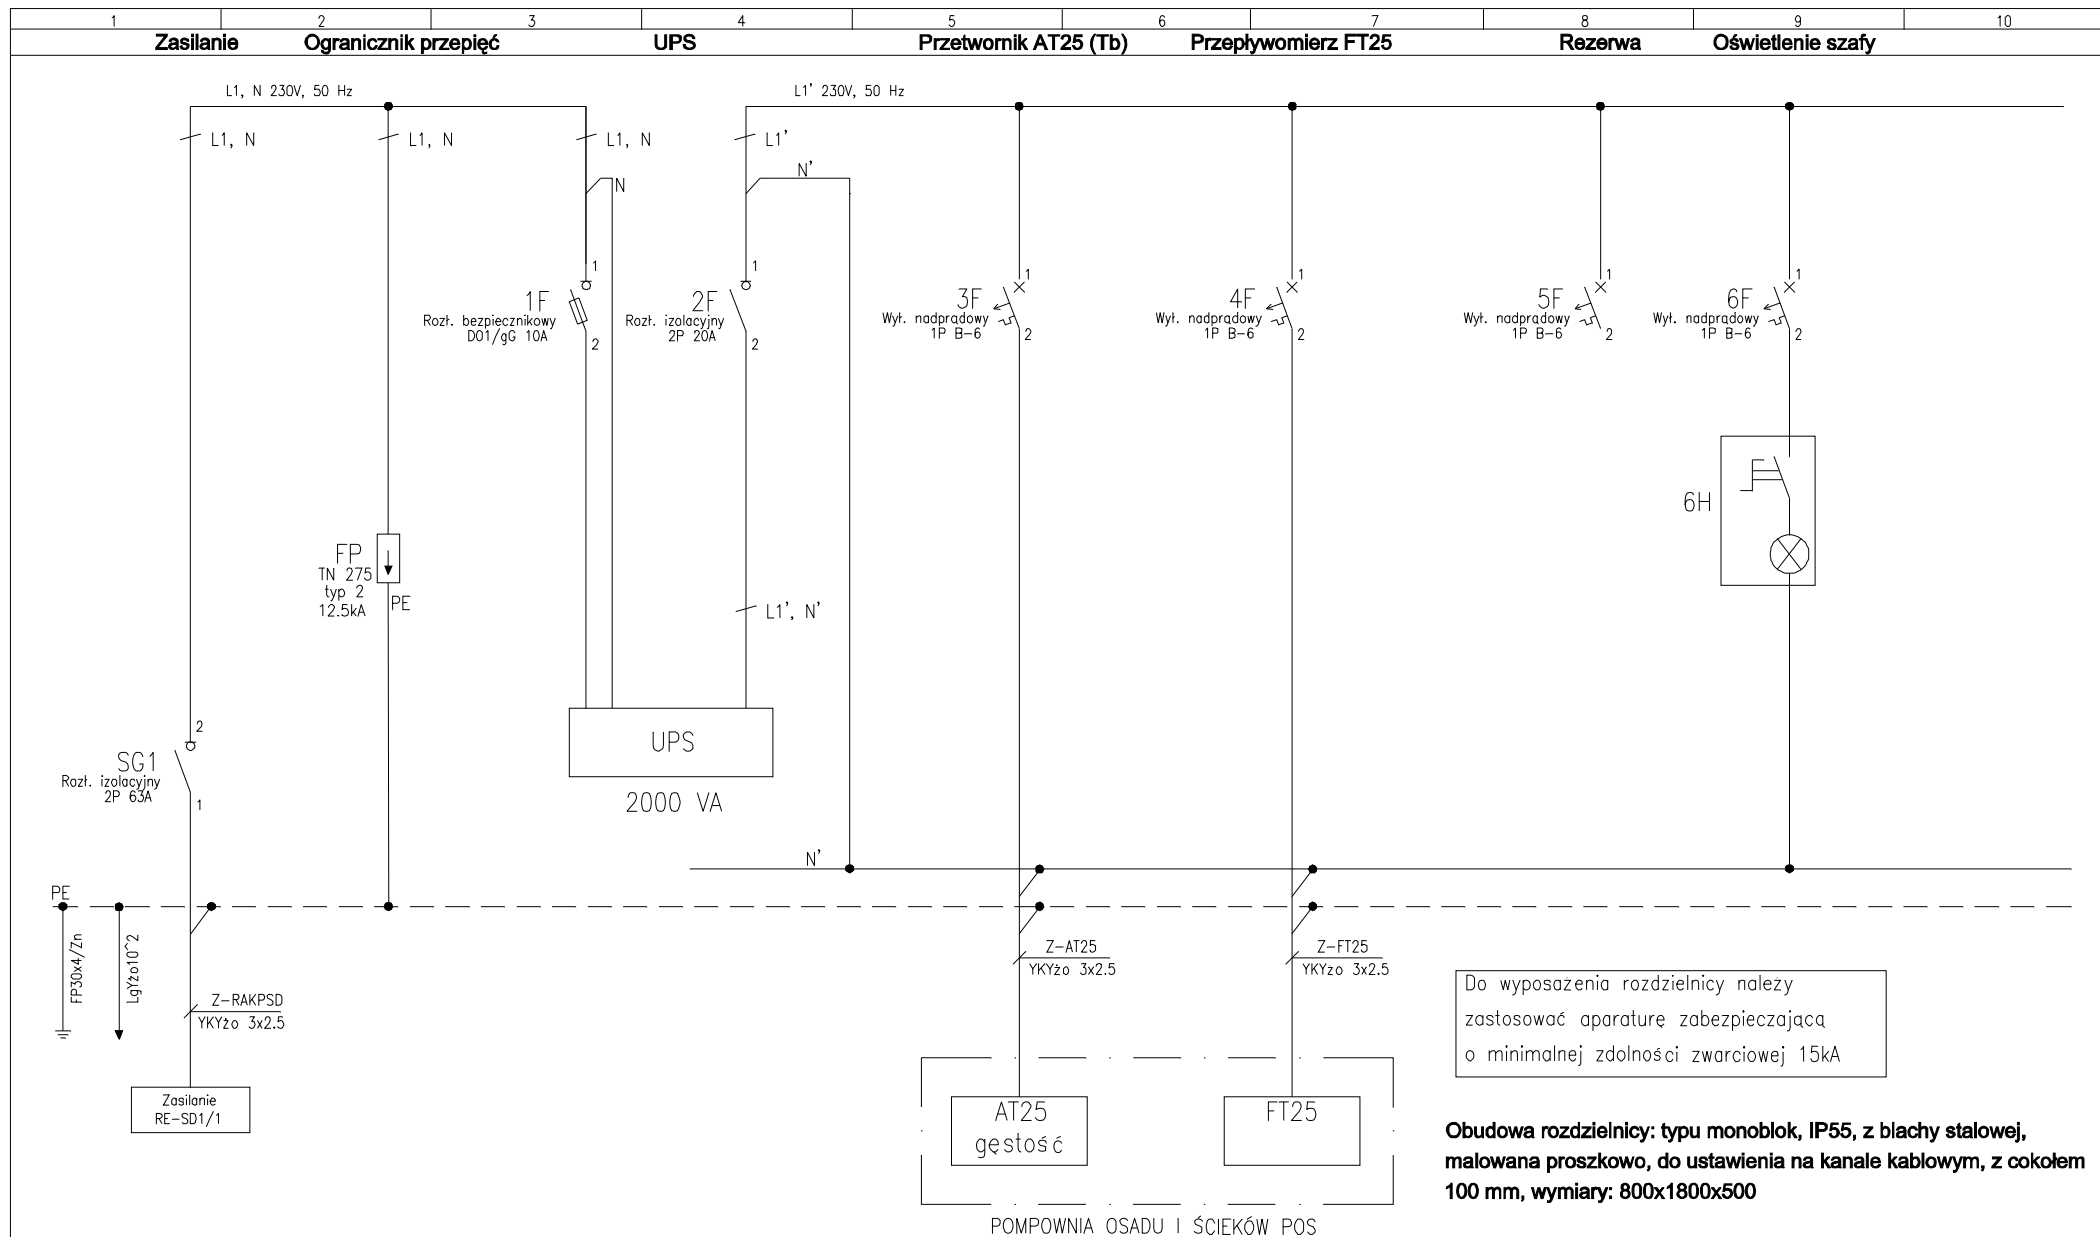 1 2 3 4 5 6 7 8 9 10
Zasilanie Ogranicznik przepięć UPS Przetwornik AT25 (Tb) Przepływomierz FT25 Rezerwa Oświetlenie szafy
L1, N 230V, 50 Hz
L1' 230V, 50 Hz
L1, N
L1, N
L1, N
L1'
N
N'
1
1F
Rozł. bezpiecznikowy
D01/gG 10A
2
1
2F
Rozł. izolacyjny
2P 20A
2
1
3F
Wył. nadprądowy
1P B-6
2
1
4F
Wył. nadprądowy
1P B-6
2
1
5F
Wył. nadprądowy
1P B-6
2
1
6F
Wył. nadprądowy
1P B-6
2
6H
FP
TN 275
typ 2
12.5kA
PE
L1', N'
UPS
2000 VA
2
SG1
Rozł. izolacyjny
2P 63A
1
N'
PE
FP30x4/Zn
LgYżo10^2
Z-RAKPSD
YKYżo 3x2.5
Z-AT25
YKYżo 3x2.5
Z-FT25
YKYżo 3x2.5
Zasilanie
RE-SD1/1
AT25
gęstość
FT25
POMPOWNIA OSADU I ŚCIEKÓW POS
Do wyposażenia rozdzielnicy należy
zastosować aparaturę zabezpieczającą
o minimalnej zdolności zwarciowej 15kA
Obudowa rozdzielnicy: typu monoblok, IP55, z blachy stalowej,
malowana proszkowo, do ustawienia na kanale kablowym, z cokołem
100 mm, wymiary: 800x1800x500